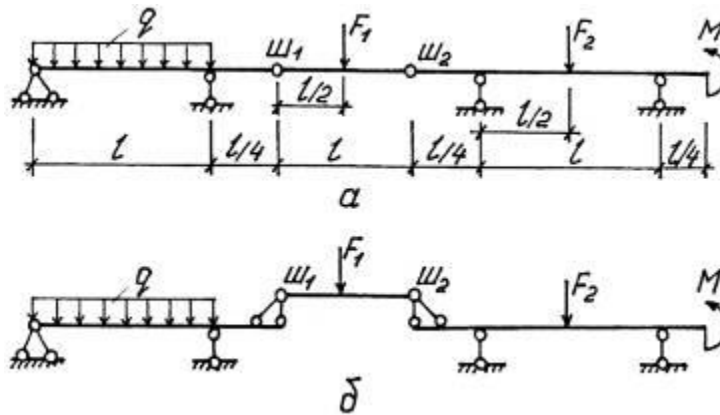 q Ш₁ F₁ Ш₂ F₂ M
l/2 l/2
l l/4 l l/4 l l/4
а
q Ш₁ F₁ Ш₂ F₂ M
б